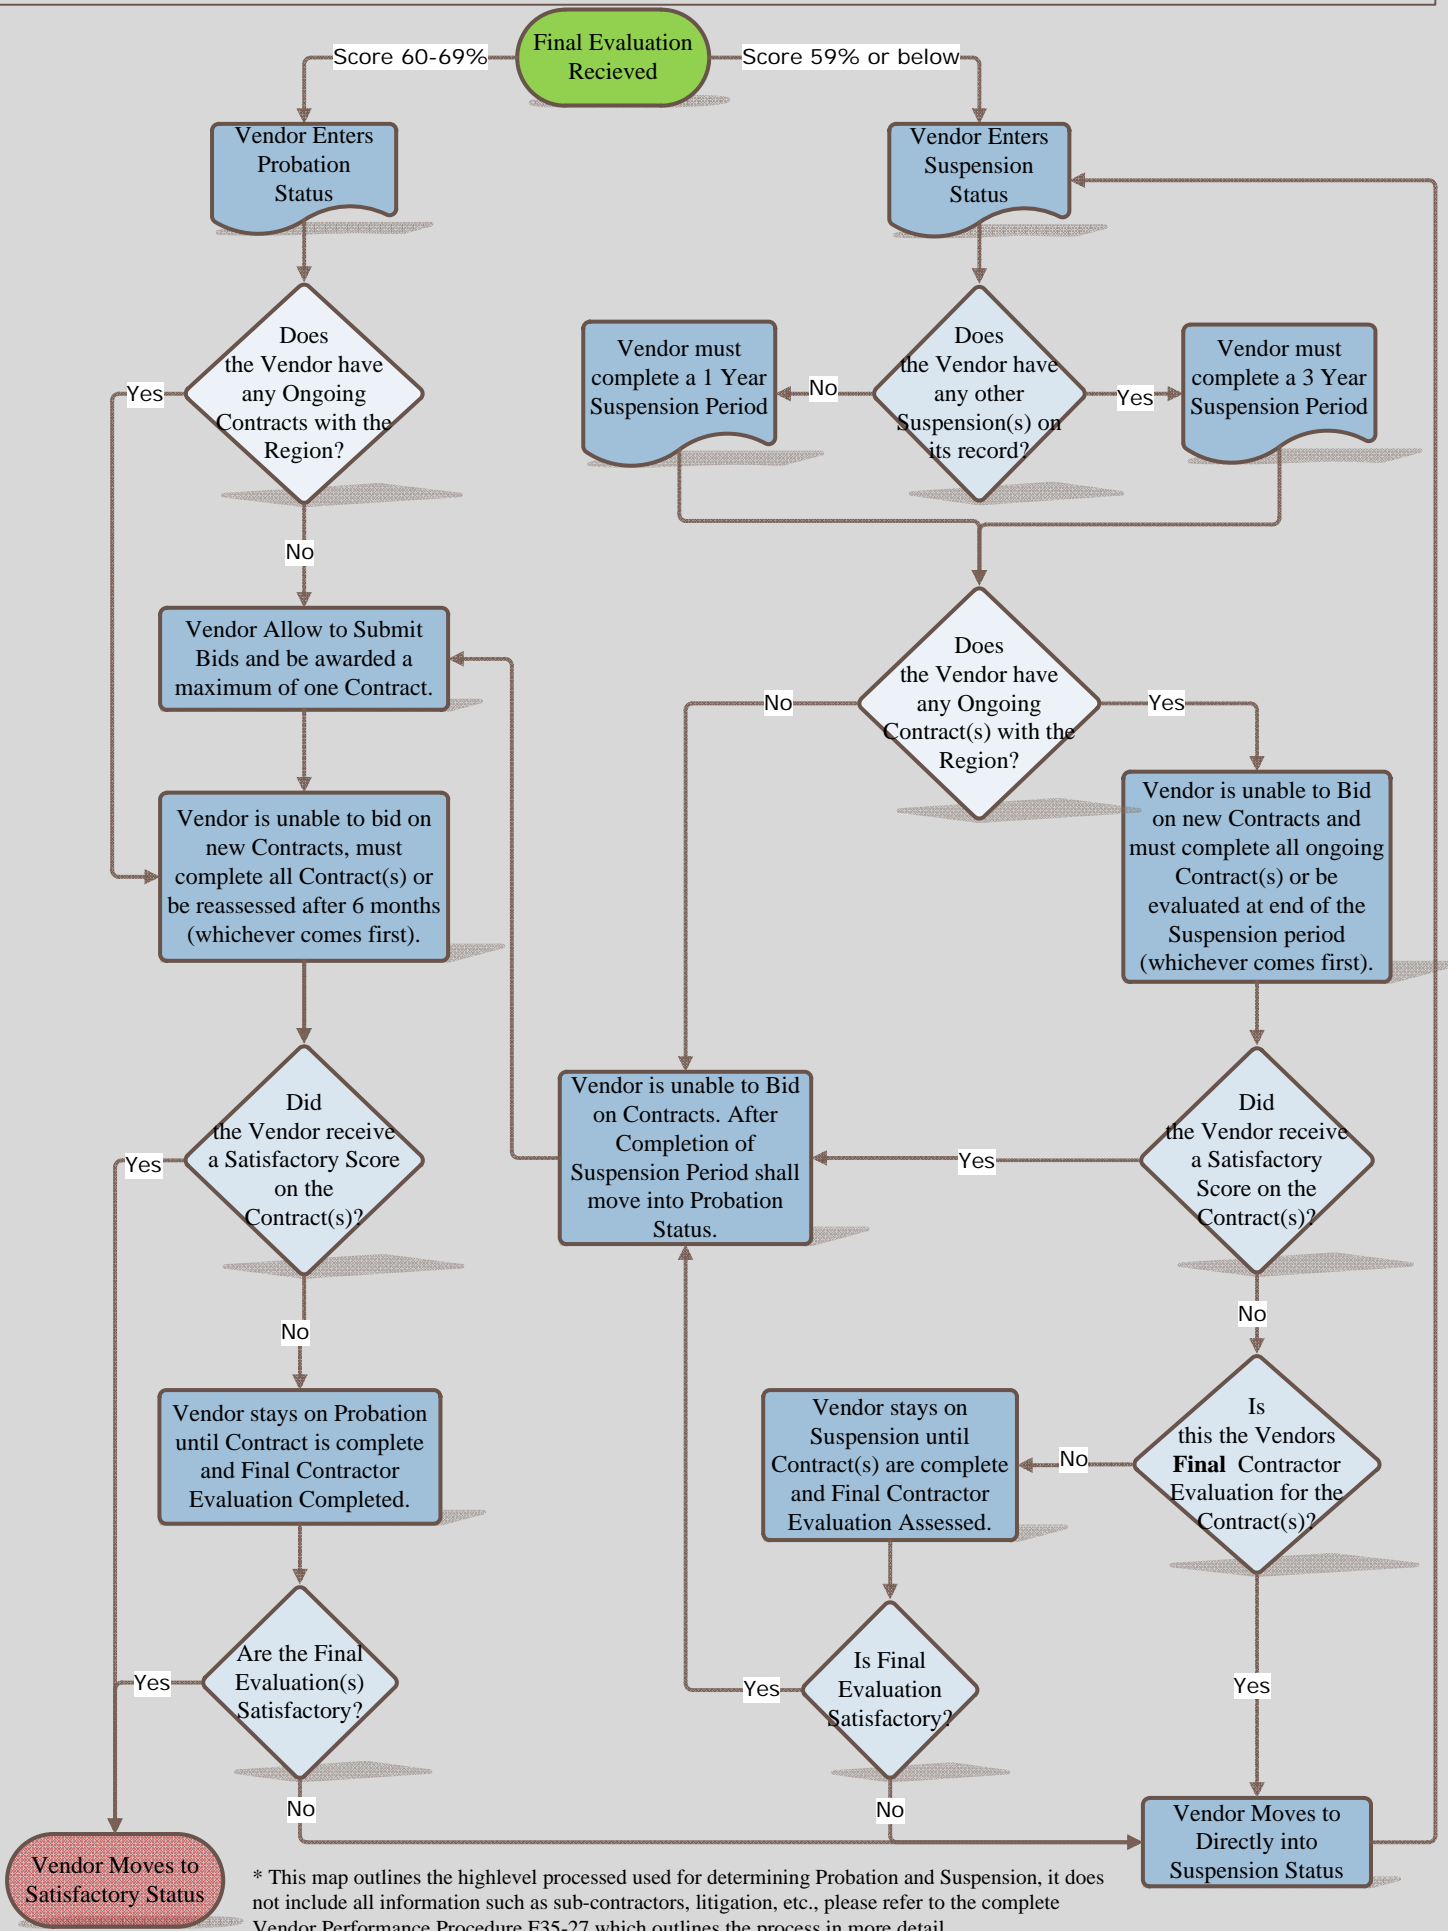 Final Evaluation
Recieved
Score 60-69%
Score 59% or below
Vendor Enters
Probation
Status
Vendor Enters
Suspension
Status
Does
the Vendor have
any Ongoing
Contracts with the
Region?
Yes
No
Vendor must
complete a 1 Year
Suspension Period
No
Does
the Vendor have
any other
Suspension(s) on
its record?
Yes
Vendor must
complete a 3 Year
Suspension Period
Vendor Allow to Submit
Bids and be awarded a
maximum of one Contract.
No
Does
the Vendor have
any Ongoing
Contract(s) with the
Region?
Yes
Vendor is unable to bid on
new Contracts, must
complete all Contract(s) or
be reassessed after 6 months
(whichever comes first).
Vendor is unable to Bid
on new Contracts and
must complete all ongoing
Contract(s) or be
evaluated at end of the
Suspension period
(whichever comes first).
Did
the Vendor receive
a Satisfactory Score
on the
Contract(s)?
Yes
No
Vendor is unable to Bid
on Contracts. After
Completion of
Suspension Period shall
move into Probation
Status.
Yes
Did
the Vendor receive
a Satisfactory
Score on the
Contract(s)?
No
Vendor stays on Probation
until Contract is complete
and Final Contractor
Evaluation Completed.
Vendor stays on
Suspension until
Contract(s) are complete
and Final Contractor
Evaluation Assessed.
No
Is
this the Vendors
Final Contractor
Evaluation for the
Contract(s)?
Yes
Are the Final
Evaluation(s)
Satisfactory?
Yes
No
Is Final
Evaluation
Satisfactory?
Yes
No
Vendor Moves to
Directly into
Suspension Status
Vendor Moves to
Satisfactory Status
* This map outlines the highlevel processed used for determining Probation and Suspension, it does
not include all information such as sub-contractors, litigation, etc., please refer to the complete
Vendor Performance Procedure F35-27 which outlines the process in more detail